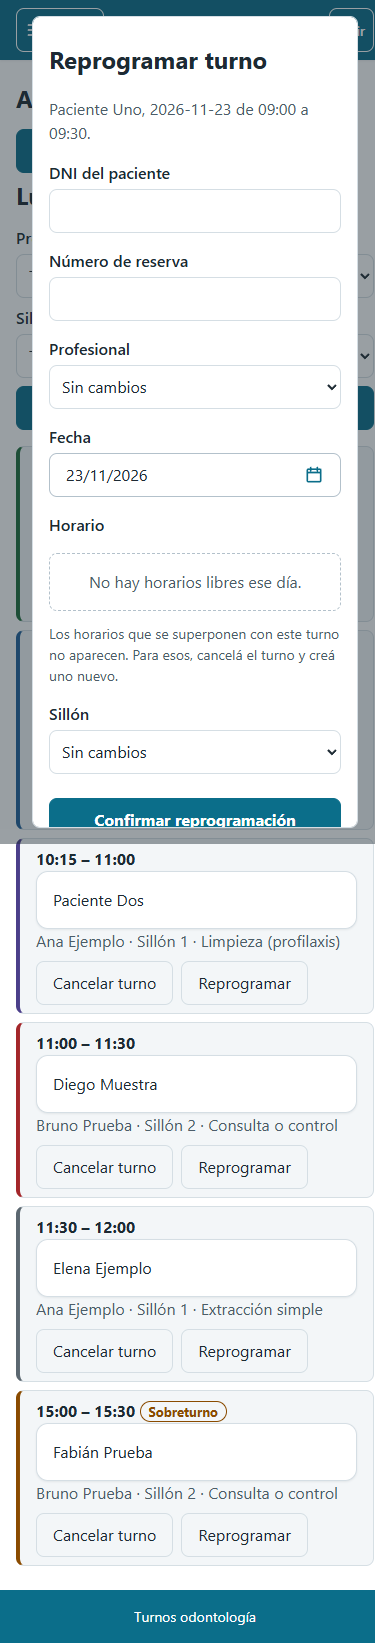 Reprogramar turno
Paciente Uno, 2026-11-23 de 09:00 a
09:30.
DNI del paciente
Número de reserva
Profesional
Sin cambios
Fecha
23/11/2026
Horario
No hay horarios libres ese día.
Los horarios que se superponen con este turno
no aparecen. Para esos, cancelá el turno y creá
uno nuevo.
Sillón
Sin cambios
Confirmar reprogramación
10:15 – 11:00
Paciente Dos
Ana Ejemplo · Sillón 1 · Limpieza (profilaxis)
Cancelar turno Reprogramar
11:00 – 11:30
Diego Muestra
Bruno Prueba · Sillón 2 · Consulta o control
Cancelar turno Reprogramar
11:30 – 12:00
Elena Ejemplo
Ana Ejemplo · Sillón 1 · Extracción simple
Cancelar turno Reprogramar
15:00 – 15:30 Sobreturno
Fabián Prueba
Bruno Prueba · Sillón 2 · Consulta o control
Cancelar turno Reprogramar
Turnos odontología